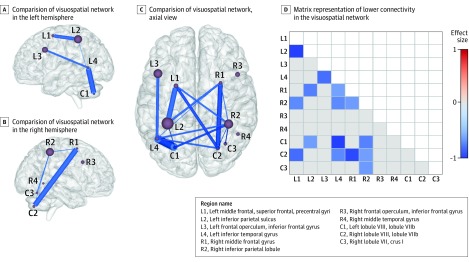 A Comparision of visuospatial network
in the left hemisphere
L1
L2
L3
L4
C1
B Comparison of visuospatial network
in the right hemisphere
R2
R1
R3
R4
C3
C2
C Comparision of visuospatial network,
axial view
L3
L1
R1
R3
L2
R2
R4
L4
C1
C2
C3
D Matrix representation of lower connectivity
in the visuospatial network
L1
L2
L3
L4
R1
R2
R3
R4
C1
C2
C3
L1 L2 L3 L4 R1 R2 R3 R4 C1 C2 C3
Effect
size
1
0
−1
Region name
L1, Left middle frontal, superior frontal, precentral gyri
L2, Left inferior parietal sulcus
L3, Left frontal operculum, inferior frontal gyrus
L4, Left inferior temporal gyrus
R1, Right middle frontal gyrus
R2, Right inferior parietal lobule
R3, Right frontal operculum, inferior frontal gyrus
R4, Right middle temporal gyrus
C1, Left lobule VIII, lobule VIIb
C2, Right lobule VIII, lobule VIIb
C3, Right lobule VII, crus I